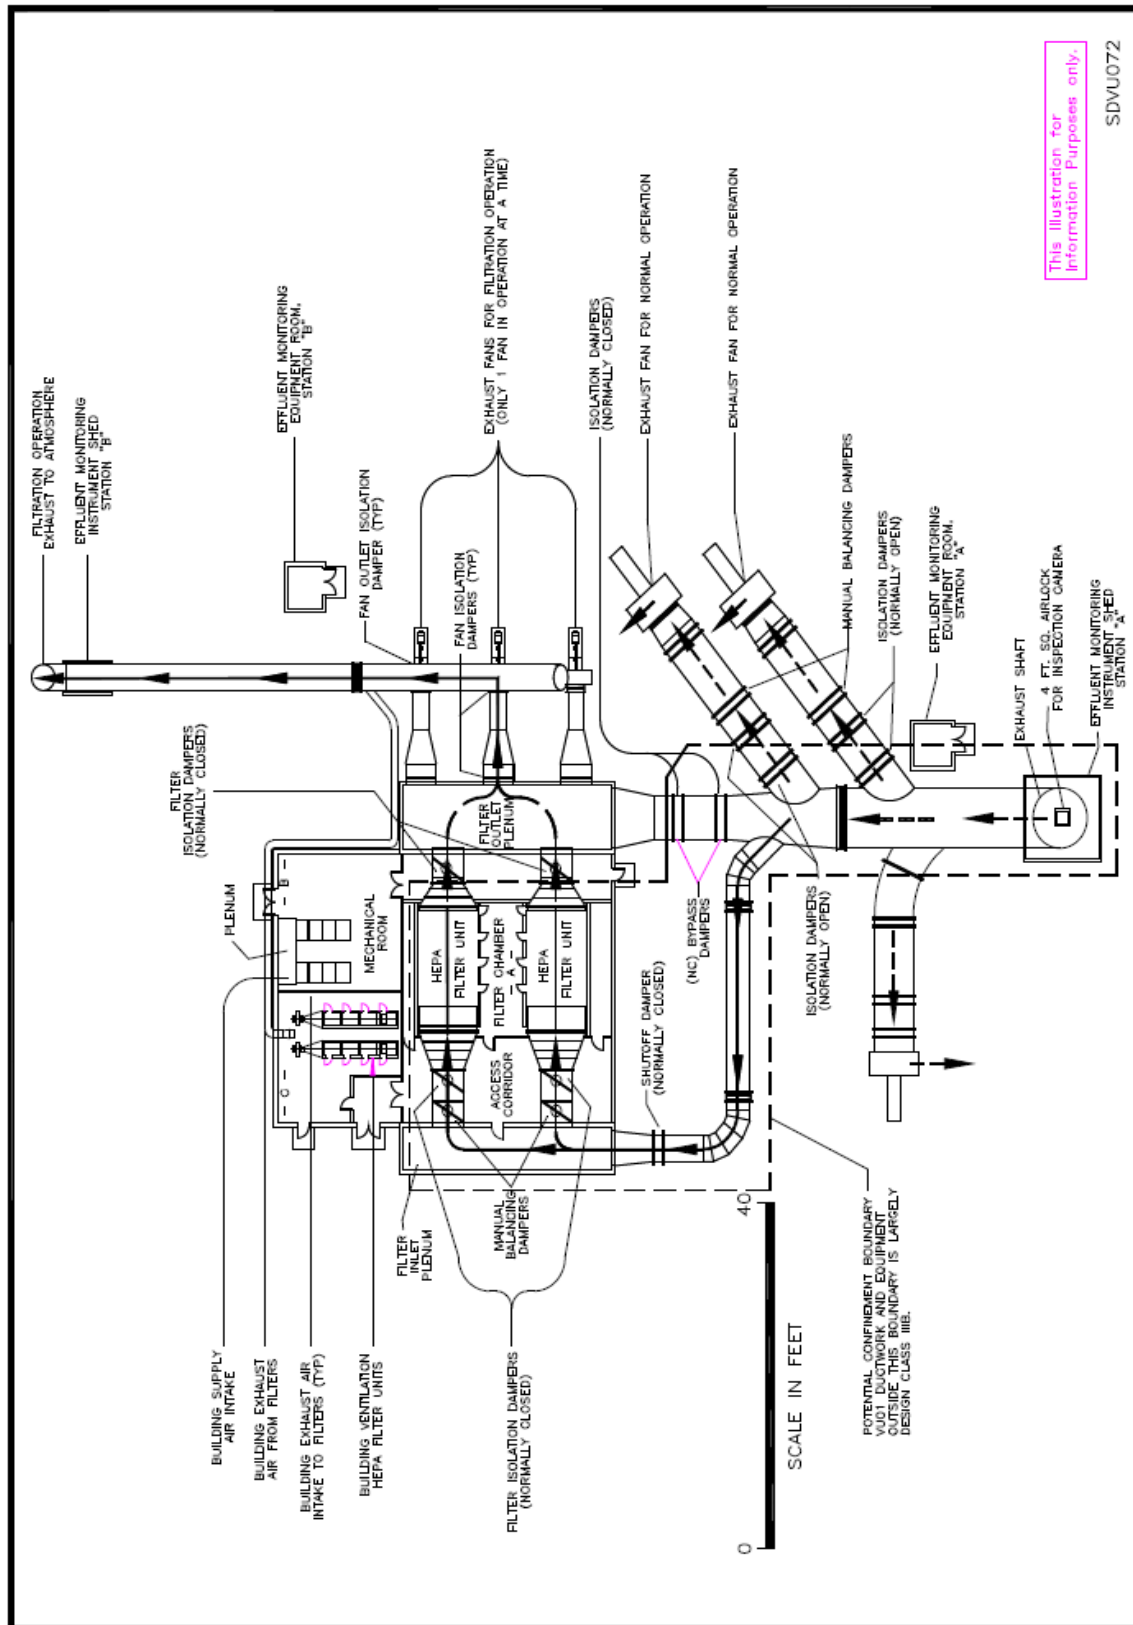 FILTRATION OPERATION
EXHAUST TO ATMOSPHERE
EFFLUENT MONITORING
INSTRUMENT SHED
STATION "B"
EFFLUENT MONITORING
EQUIPMENT ROOM.
STATION "B"
FAN OUTLET ISOLATION
DAMPER (TYP)
EXHAUST FANS FOR FILTRATION OPERATION
(ONLY 1 FAN IN OPERATION AT A TIME)
FAN ISOLATION
DAMPERS (TYP)
ISOLATION DAMPERS
(NORMALLY CLOSED)
EXHAUST FAN FOR NORMAL OPERATION
EXHAUST FAN FOR NORMAL OPERATION
MANUAL BALANCING DAMPERS
ISOLATION DAMPERS
(NORMALLY OPEN)
EFFLUENT MONITORING
EQUIPMENT ROOM.
STATION "A"
EXHAUST SHAFT
4 FT. SQ. AIRLOCK
FOR INSPECTION CAMERA
EFFLUENT MONITORING
INSTRUMENT SHED
STATION "A"
This Illustration for
Information Purposes only.
SDVU072
FILTER
ISOLATION DAMPERS
(NORMALLY CLOSED)
PLENUM
B
MECHANICAL
ROOM
FILTER
OUTLET
PLENUM
HEPA
FILTER UNIT
FILTER CHAMBER
A
HEPA
FILTER UNIT
C
ACCESS
CORRIDOR
(NC) BYPASS
DAMPERS
ISOLATION DAMPERS
(NORMALLY OPEN)
SHUTOFF DAMPER
(NORMALLY CLOSED)
FILTER
INLET
PLENUM
MANUAL
BALANCING
DAMPERS
BUILDING SUPPLY
AIR INTAKE
BUILDING EXHAUST
AIR FROM FILTERS
BUILDING EXHAUST AIR
INTAKE TO FILTERS (TYP)
BUILDING VENTILATION
HEPA FILTER UNITS
FILTER ISOLATION DAMPERS
(NORMALLY CLOSED)
0
40
SCALE IN FEET
POTENTIAL CONFINEMENT BOUNDARY
VU01 DUCTWORK AND EQUIPMENT
OUTSIDE THIS BOUNDARY IS LARGELY
DESIGN CLASS IIIB.